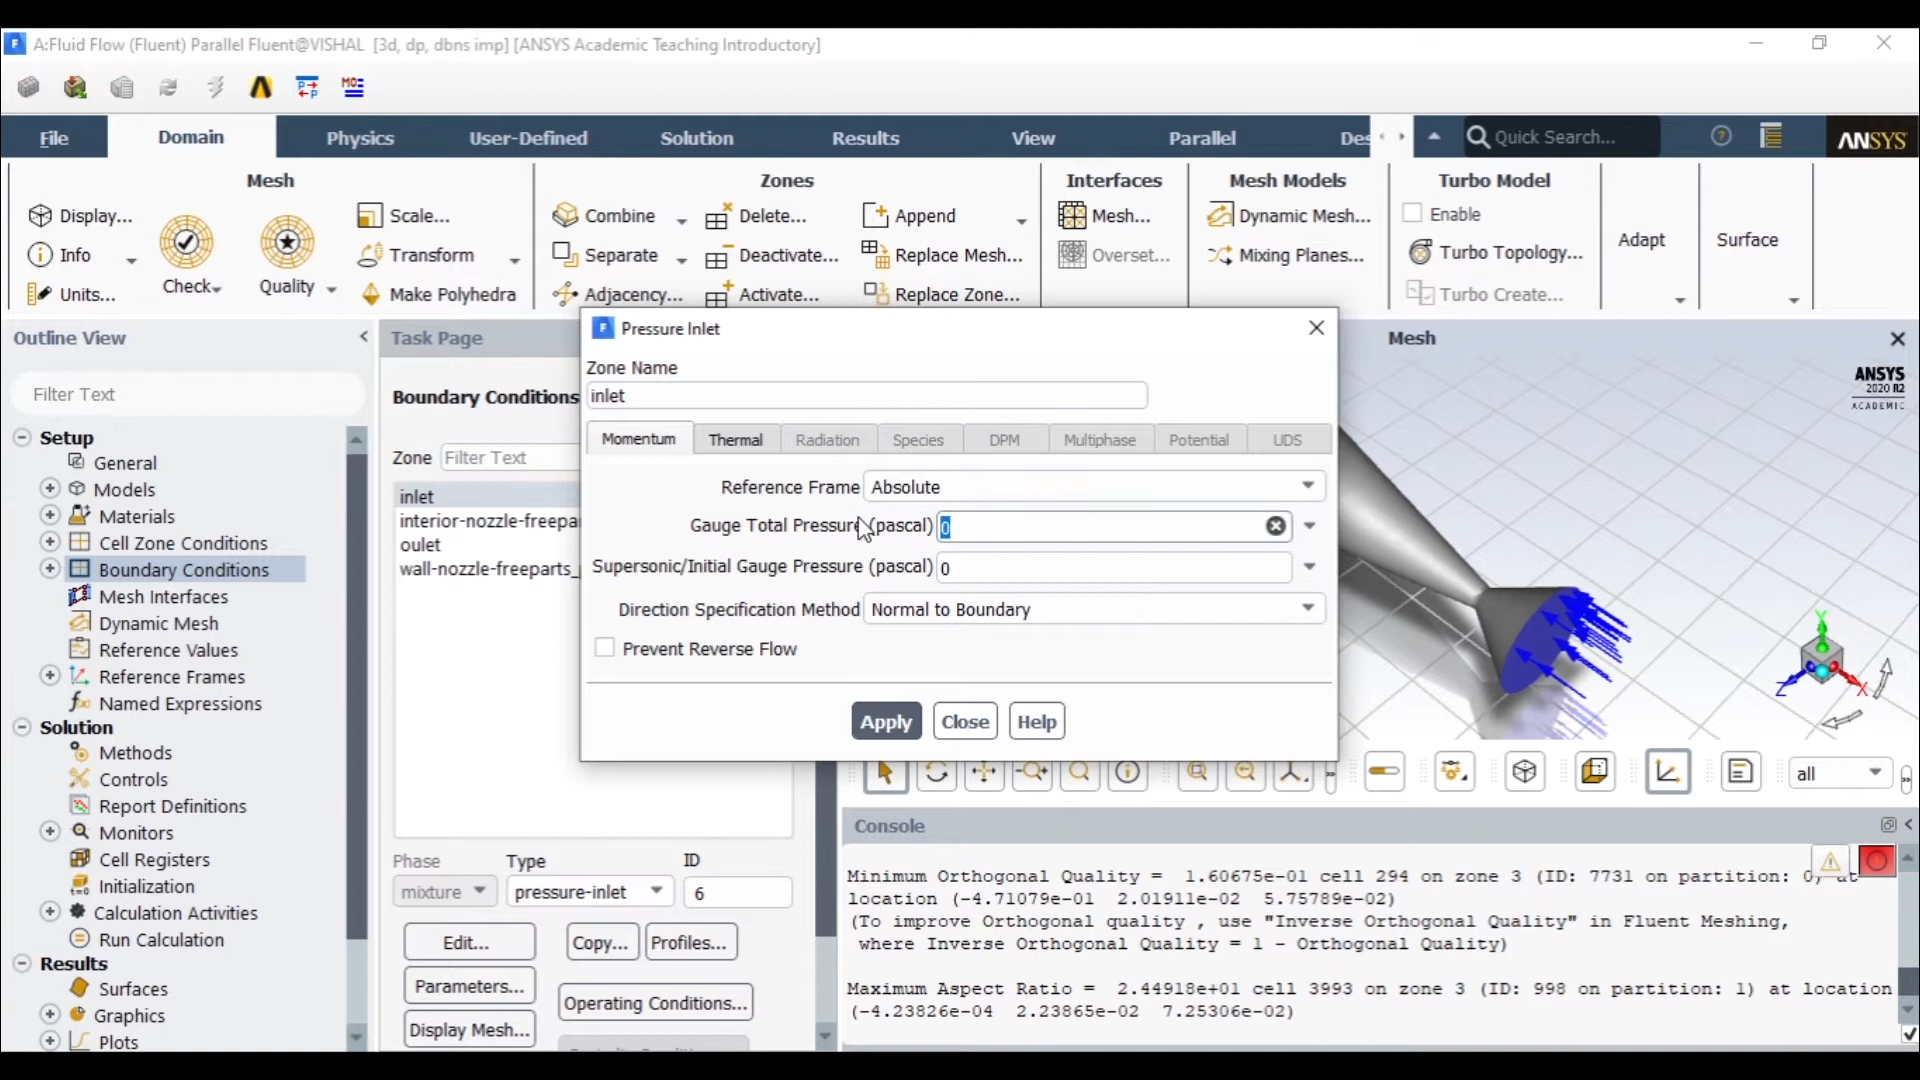 A:Fluid Flow (Fluent) Parallel Fluent@VISHAL [3d, dp, dbns imp] [ANSYS Academic Teaching Introductory]
File
Domain
Physics
User-Defined
Solution
Results
View
Parallel
Des
Quick Search...
ANSYS
Mesh
Zones
Interfaces
Mesh Models
Turbo Model
Display...
Info
Units...
Check
Quality
Scale...
Transform
Make Polyhedra
Combine
Separate
Adjacency...
Delete...
Deactivate...
Activate...
Append
Replace Mesh...
Replace Zone...
Mesh...
Overset...
Dynamic Mesh...
Mixing Planes...
Enable
Turbo Topology...
Turbo Create...
Adapt
Surface
Outline View
Filter Text
Setup
General
Models
Materials
Cell Zone Conditions
Boundary Conditions
Mesh Interfaces
Dynamic Mesh
Reference Values
Reference Frames
Named Expressions
Solution
Methods
Controls
Report Definitions
Monitors
Cell Registers
Initialization
Calculation Activities
Run Calculation
Results
Surfaces
Graphics
Plots
Task Page
Boundary Conditions
Zone Filter Text
inlet
interior-nozzle-freepa
oulet
wall-nozzle-freeparts_
Phase
Type
ID
mixture
pressure-inlet
6
Edit...
Copy...
Profiles...
Parameters...
Operating Conditions...
Display Mesh...
Pressure Inlet
Zone Name
inlet
Momentum
Thermal
Radiation
Species
DPM
Multiphase
Potential
UDS
Reference Frame Absolute
Gauge Total Pressure (pascal) 0
Supersonic/Initial Gauge Pressure (pascal) 0
Direction Specification Method Normal to Boundary
Prevent Reverse Flow
Apply
Close
Help
Mesh
ANSYS
2020 R2
ACADEMIC
Y
Z
X
all
Console
Minimum Orthogonal Quality = 1.60675e-01 cell 294 on zone 3 (ID: 7731 on partition: 0) at
location (-4.71079e-01 2.01911e-02 5.75789e-02)
(To improve Orthogonal quality , use "Inverse Orthogonal Quality" in Fluent Meshing,
where Inverse Orthogonal Quality = 1 - Orthogonal Quality)
Maximum Aspect Ratio = 2.44918e+01 cell 3993 on zone 3 (ID: 998 on partition: 1) at location
(-4.23826e-04 2.23865e-02 7.25306e-02)